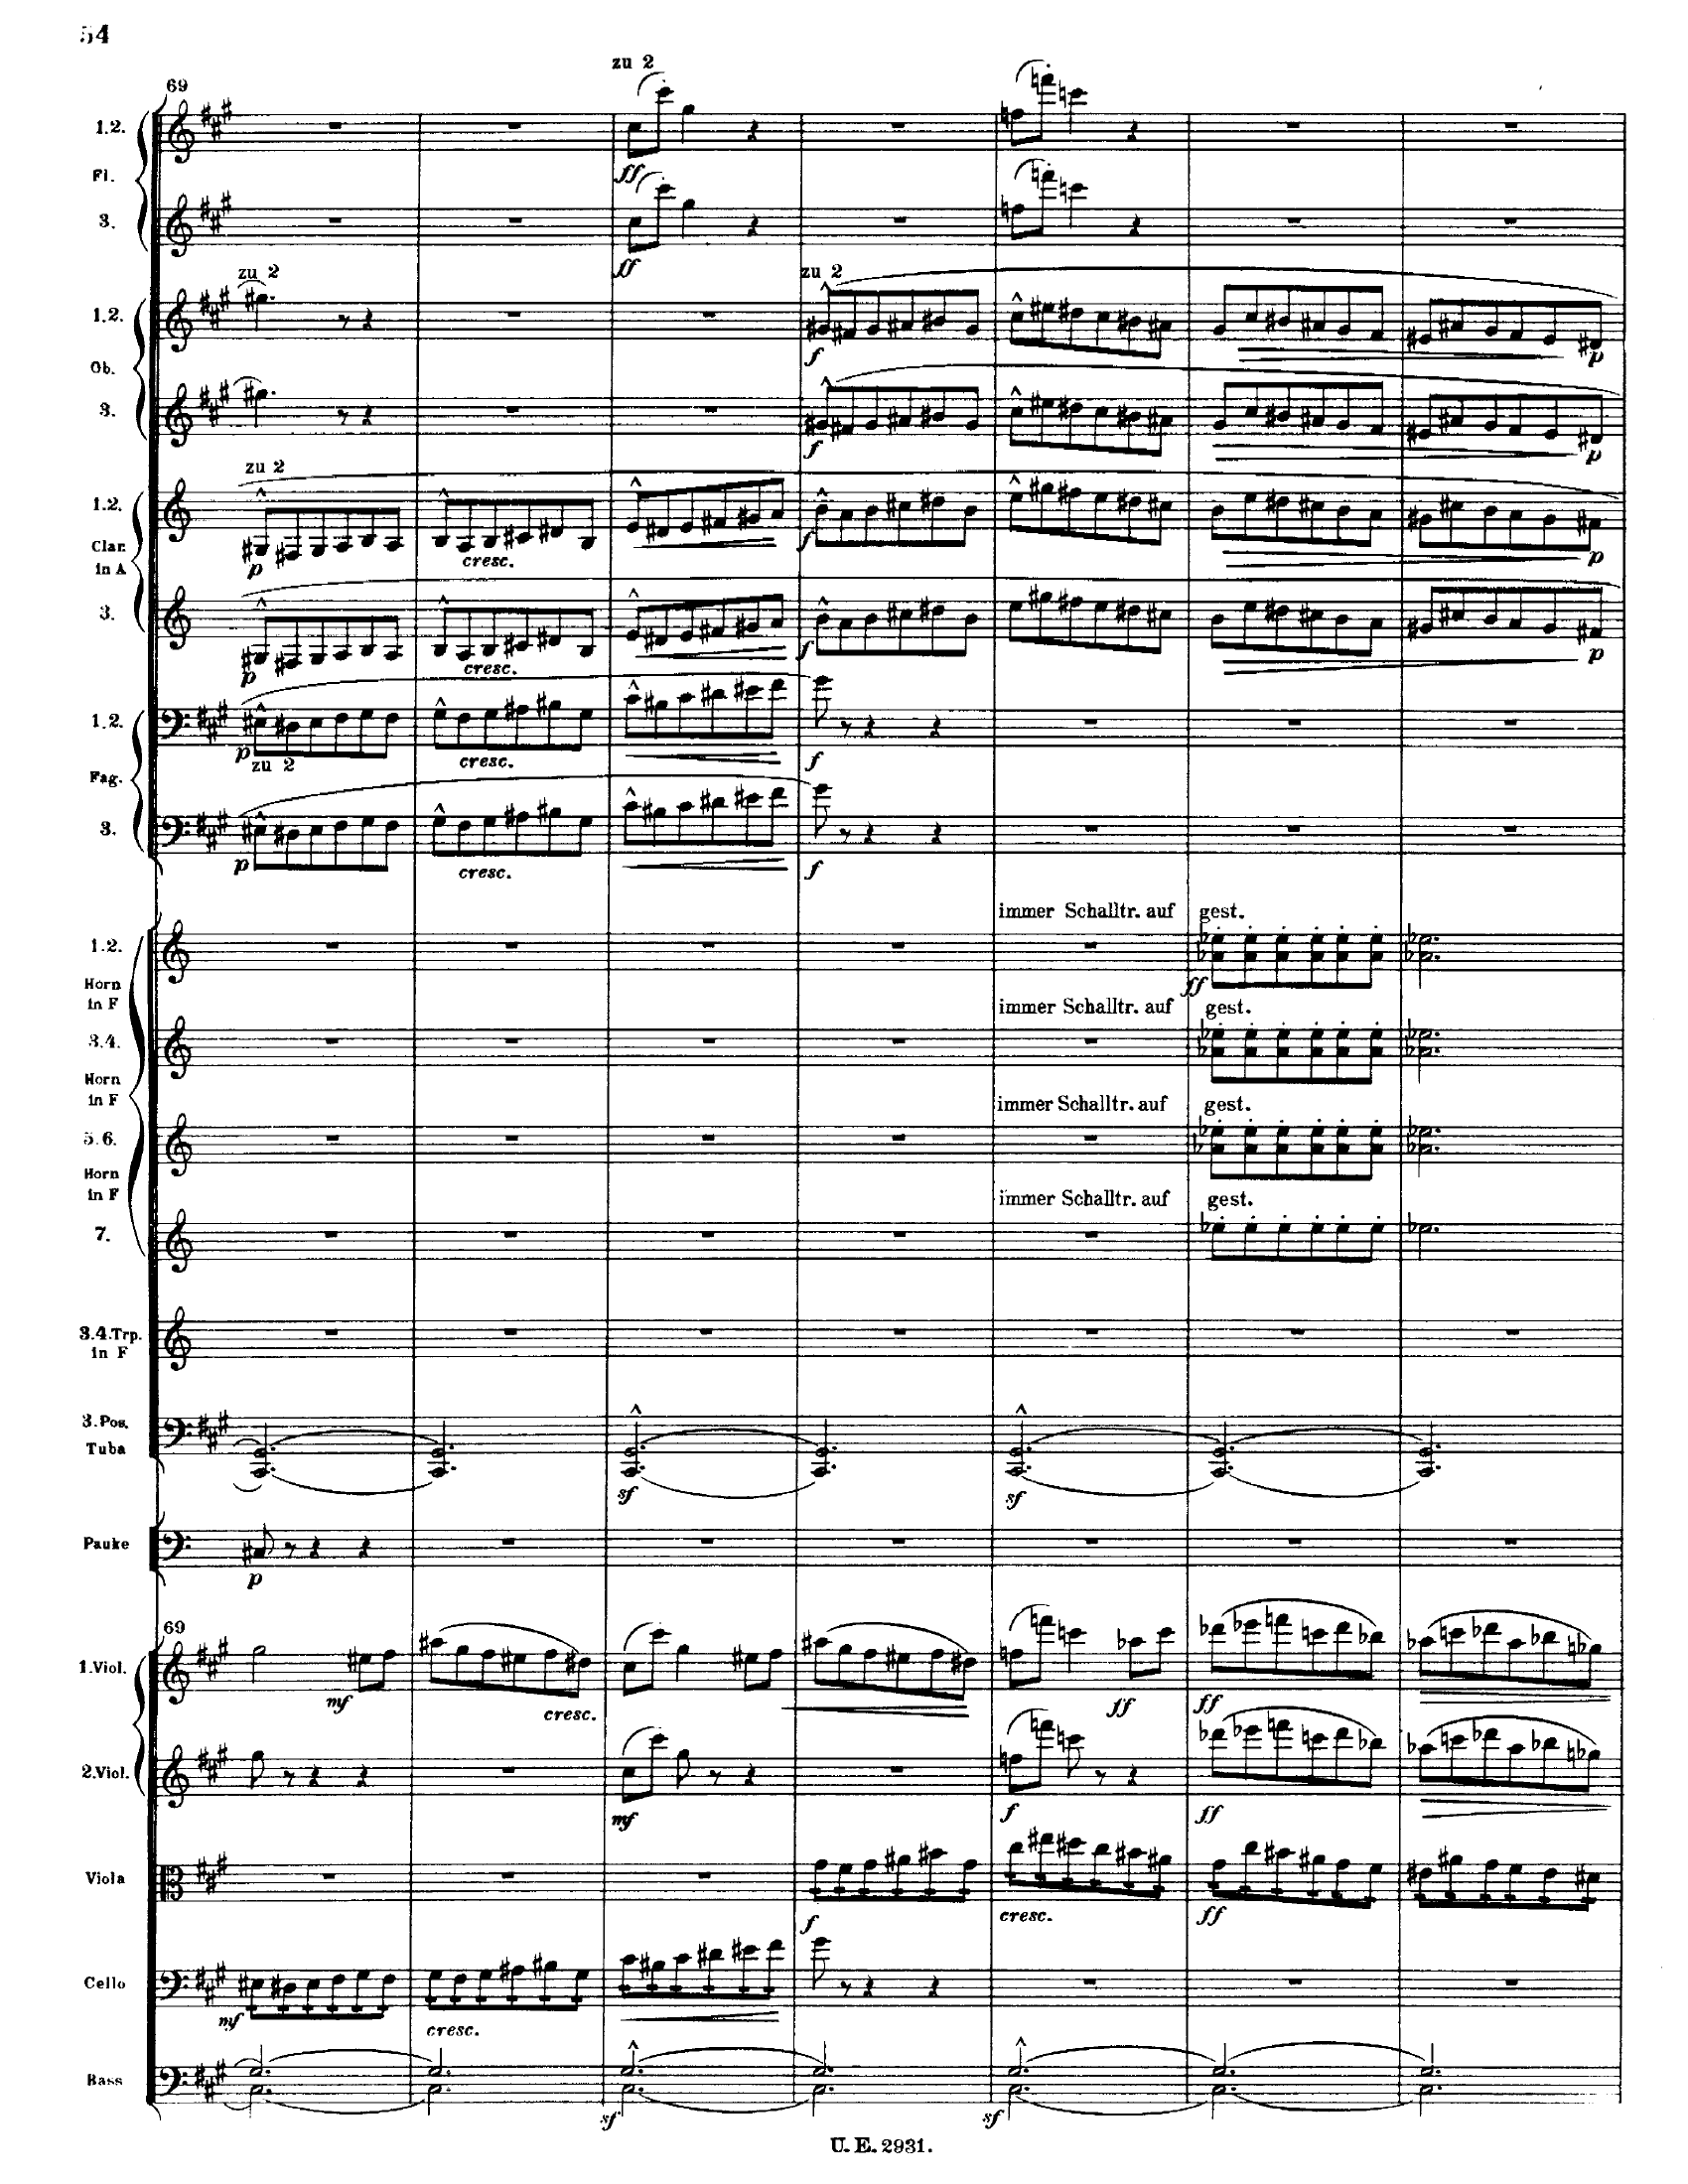 54
69
zu 2
1.2.
Fl.
ff
3.
ff
zu 2
zu 2
1.2.
f
p
Ob.
3.
f
p
zu 2
1.2.
Clar.
in A
p
cresc.
f
p
3.
p
cresc.
f
p
1.2.
p
zu 2
cresc.
f
Fag.
3.
p
cresc.
f
immer Schalltr. auf gest.
1.2.
Horn
in F
ff
immer Schalltr. auf gest.
3.4.
Horn
in F
immer Schalltr. auf gest.
5.6.
Horn
in F
immer Schalltr. auf gest.
7.
3.4.Trp.
in F
3.Pos.
Tuba
sf
sf
Pauke
p
69
1.Viol.
mf
cresc.
ff
ff
2.Viol.
mf
f
ff
Viola
f
cresc.
ff
Cello
mf
cresc.
Bass
sf
sf
U.E. 2931.